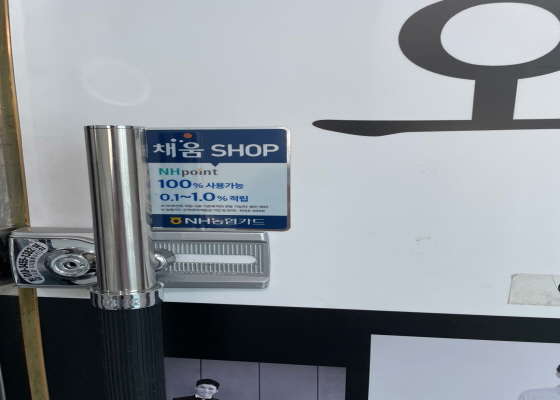 채움 SHOP
NHpoint
100% 사용가능
0.1~1.0% 적립
NH농협카드
오